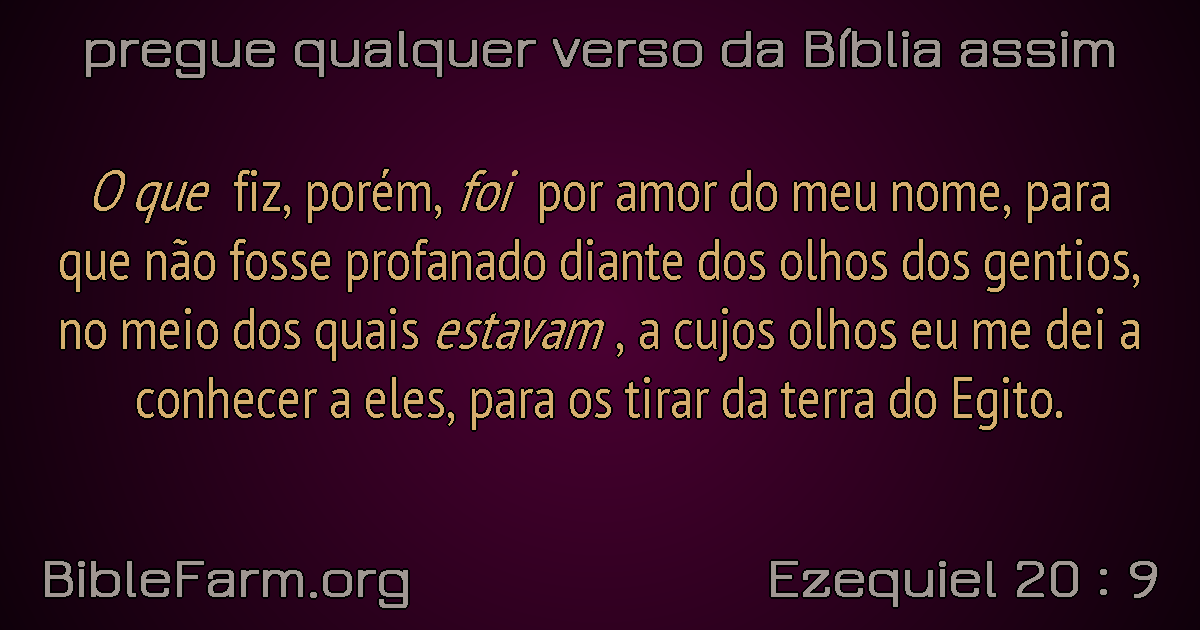 pregue qualquer verso da Bíblia assim
O que fiz, porém, foi por amor do meu nome, para
que não fosse profanado diante dos olhos dos gentios,
no meio dos quais estavam , a cujos olhos eu me dei a
conhecer a eles, para os tirar da terra do Egito.
BibleFarm.org
Ezequiel 20 : 9